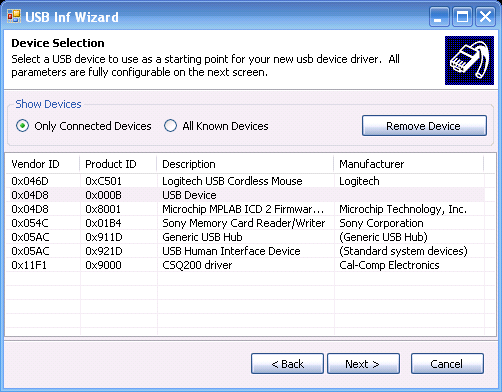 USB Inf Wizard
Device Selection
Select a USB device to use as a starting point for your new usb device driver. All
parameters are fully configurable on the next screen.
Show Devices
Only Connected Devices All Known Devices Remove Device
Vendor ID Product ID Description Manufacturer
0x046D 0xC501 Logitech USB Cordless Mouse Logitech
0x04D8 0x000B USB Device
0x04D8 0x8001 Microchip MPLAB ICD 2 Firmwar... Microchip Technology, Inc.
0x054C 0x01B4 Sony Memory Card Reader/Writer Sony Corporation
0x05AC 0x911D Generic USB Hub (Generic USB Hub)
0x05AC 0x921D USB Human Interface Device (Standard system devices)
0x11F1 0x9000 CSQ200 driver Cal-Comp Electronics
< Back Next > Cancel